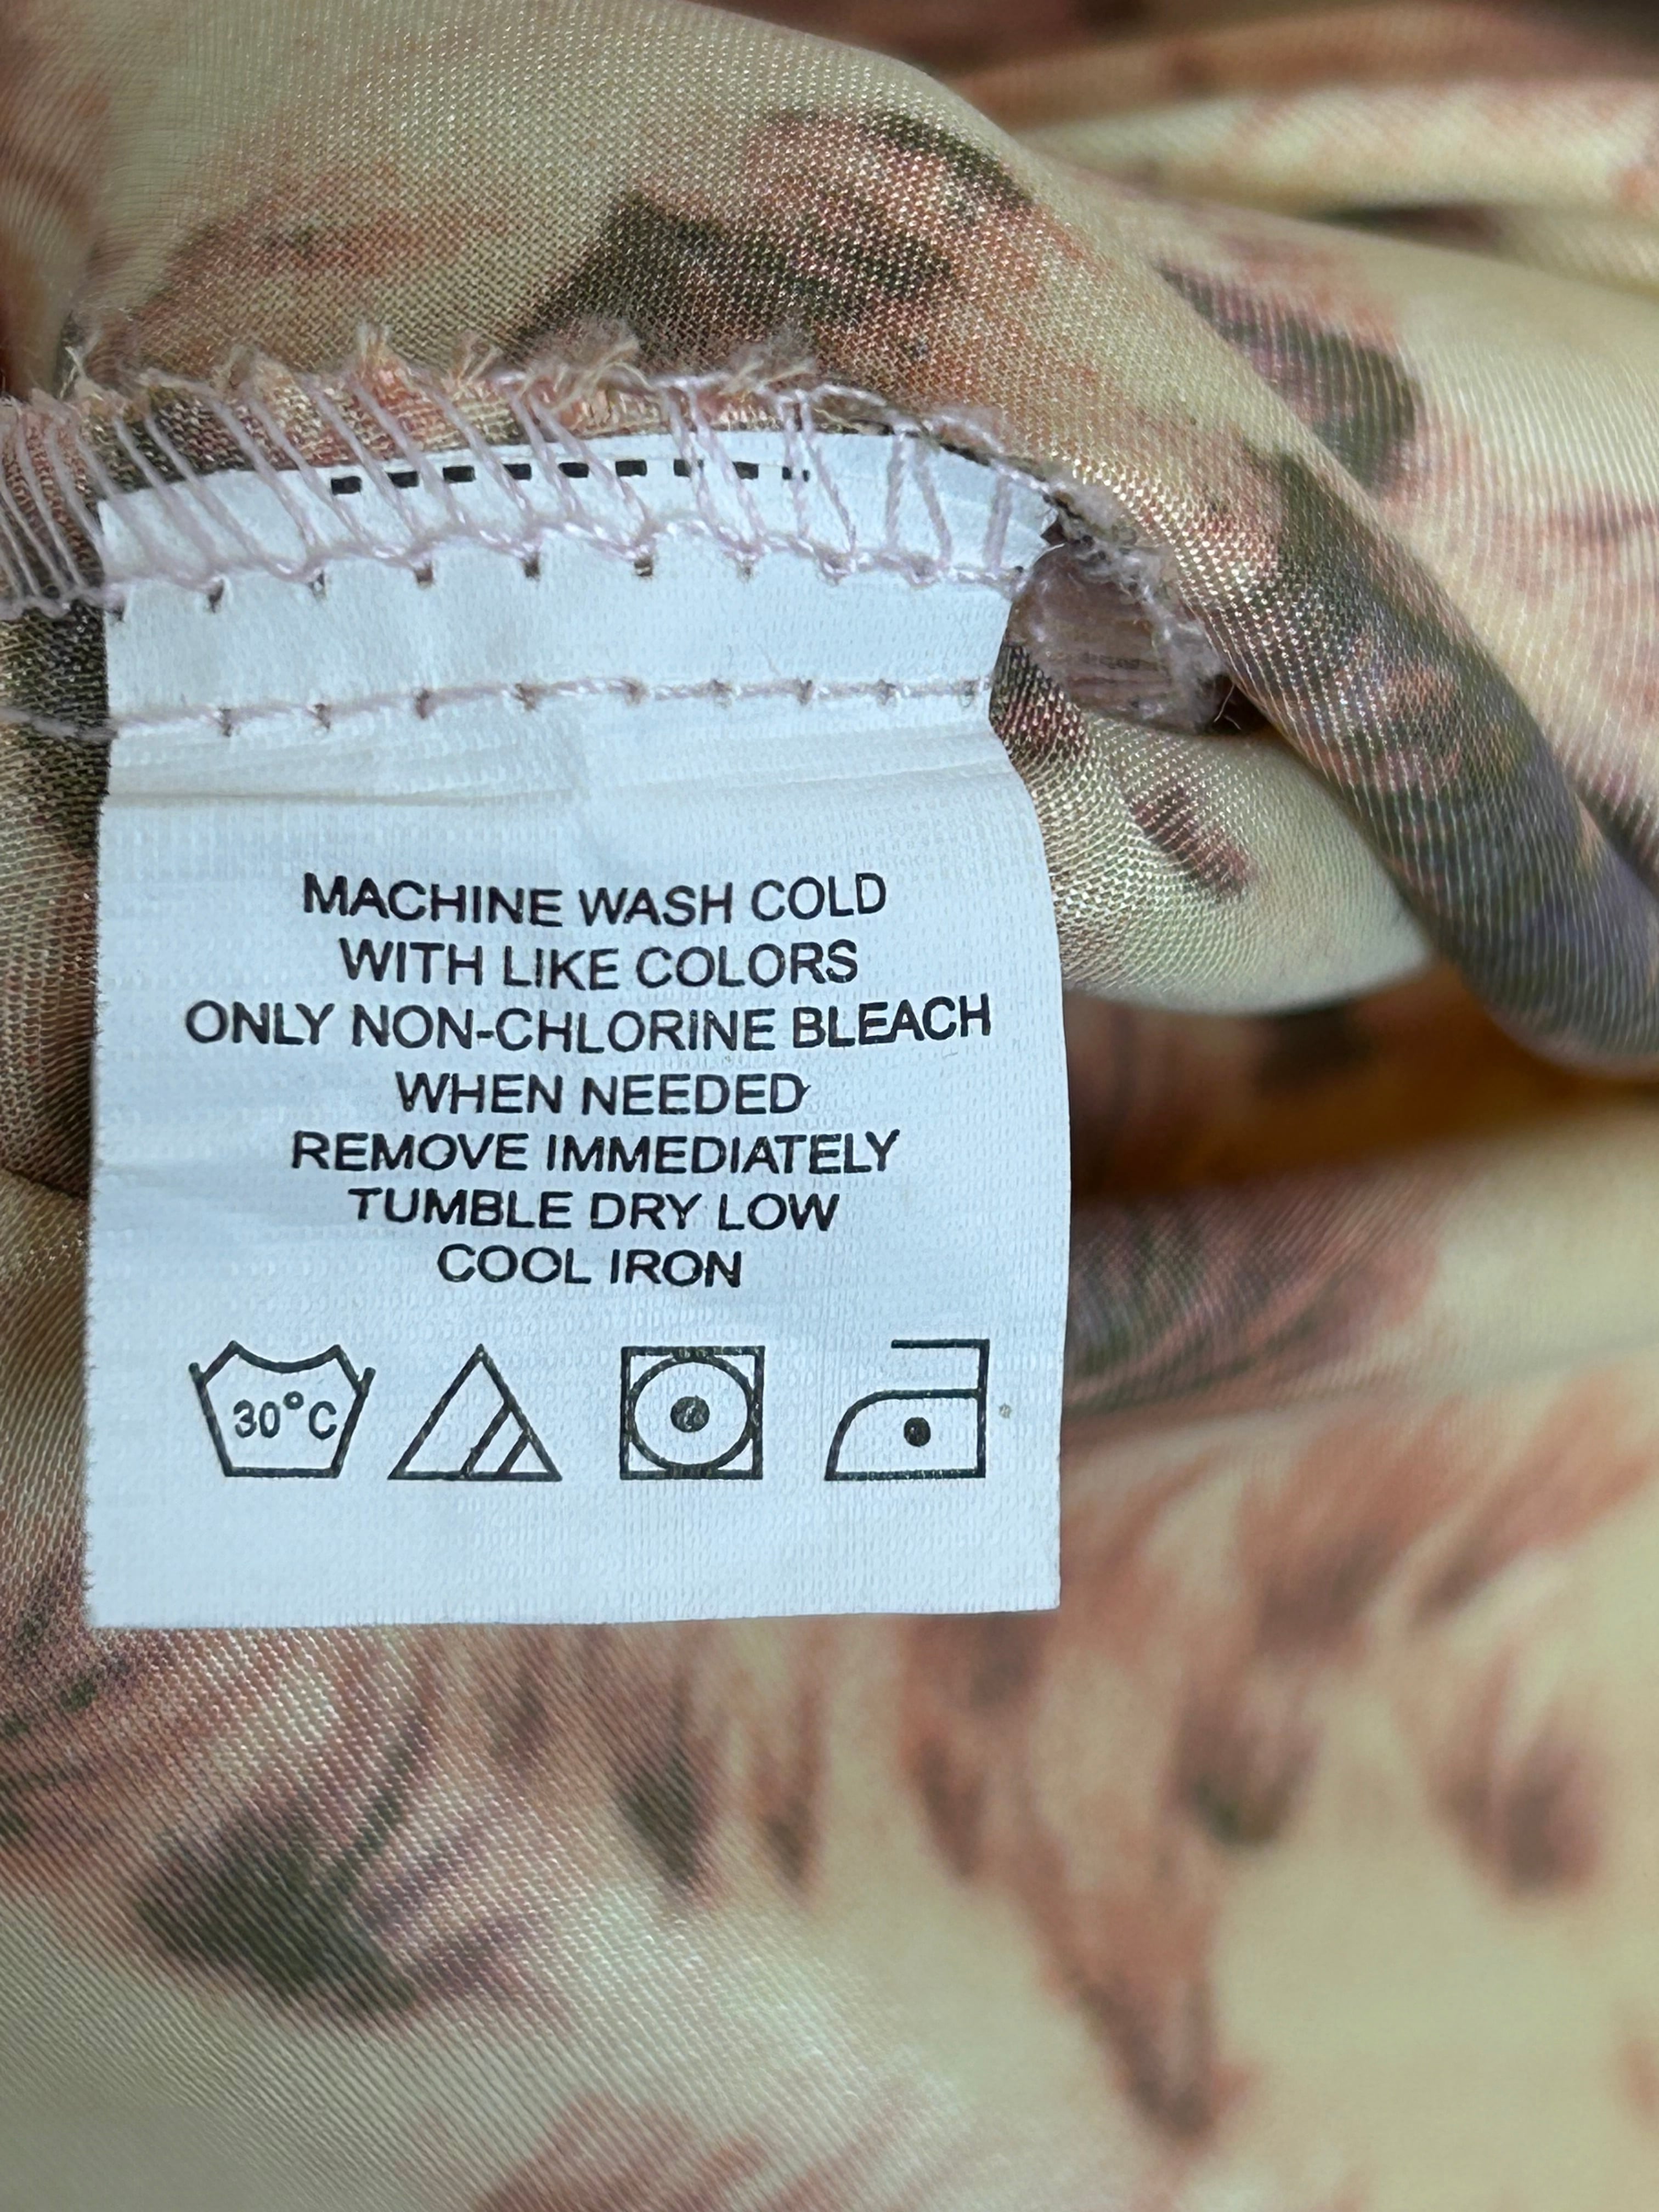 MACHINE WASH COLD
WITH LIKE COLORS
ONLY NON-CHLORINE BLEACH
WHEN NEEDED
REMOVE IMMEDIATELY
TUMBLE DRY LOW
COOL IRON
30°C